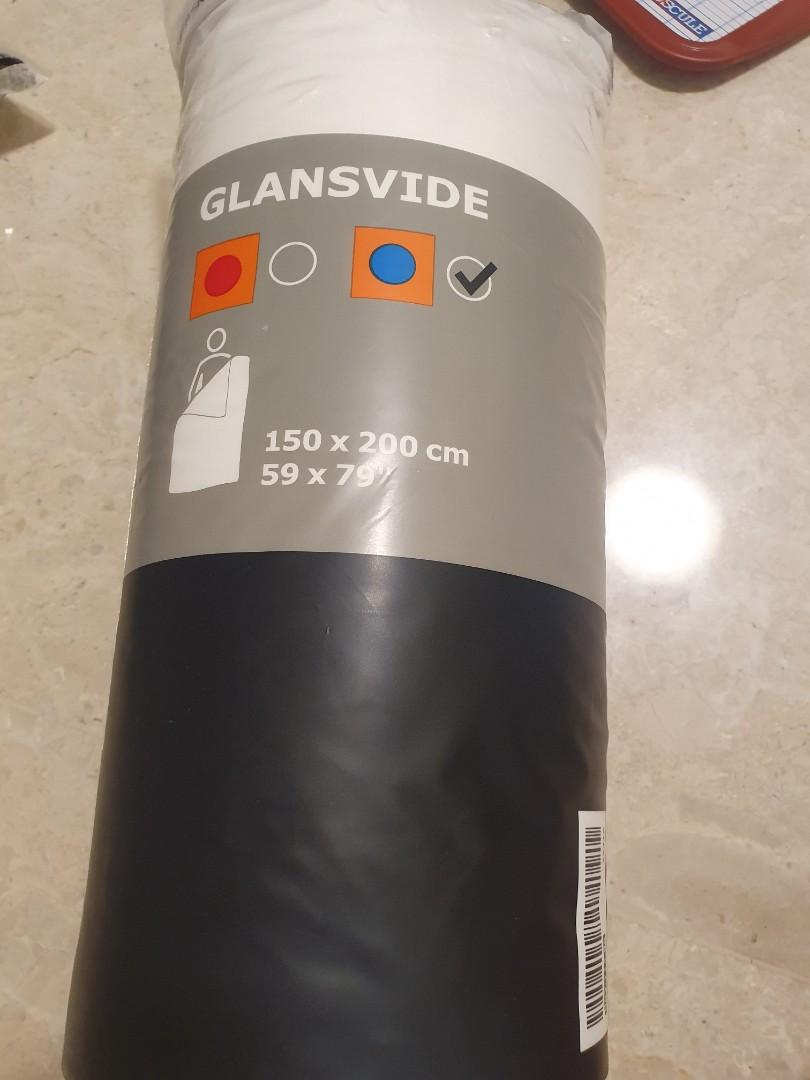 GLANSVIDE
150 x 200 cm
59 x 79"